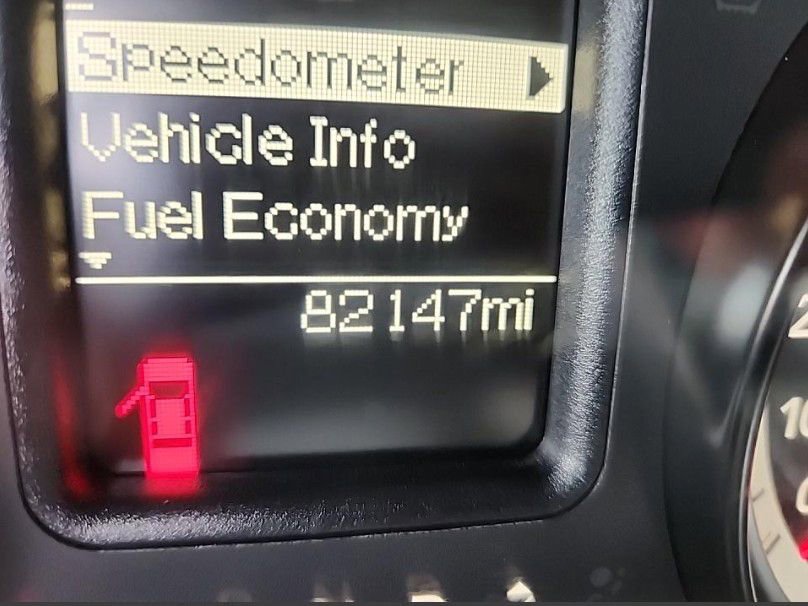 Speedometer
Vehicle Info
Fuel Economy
82147mi